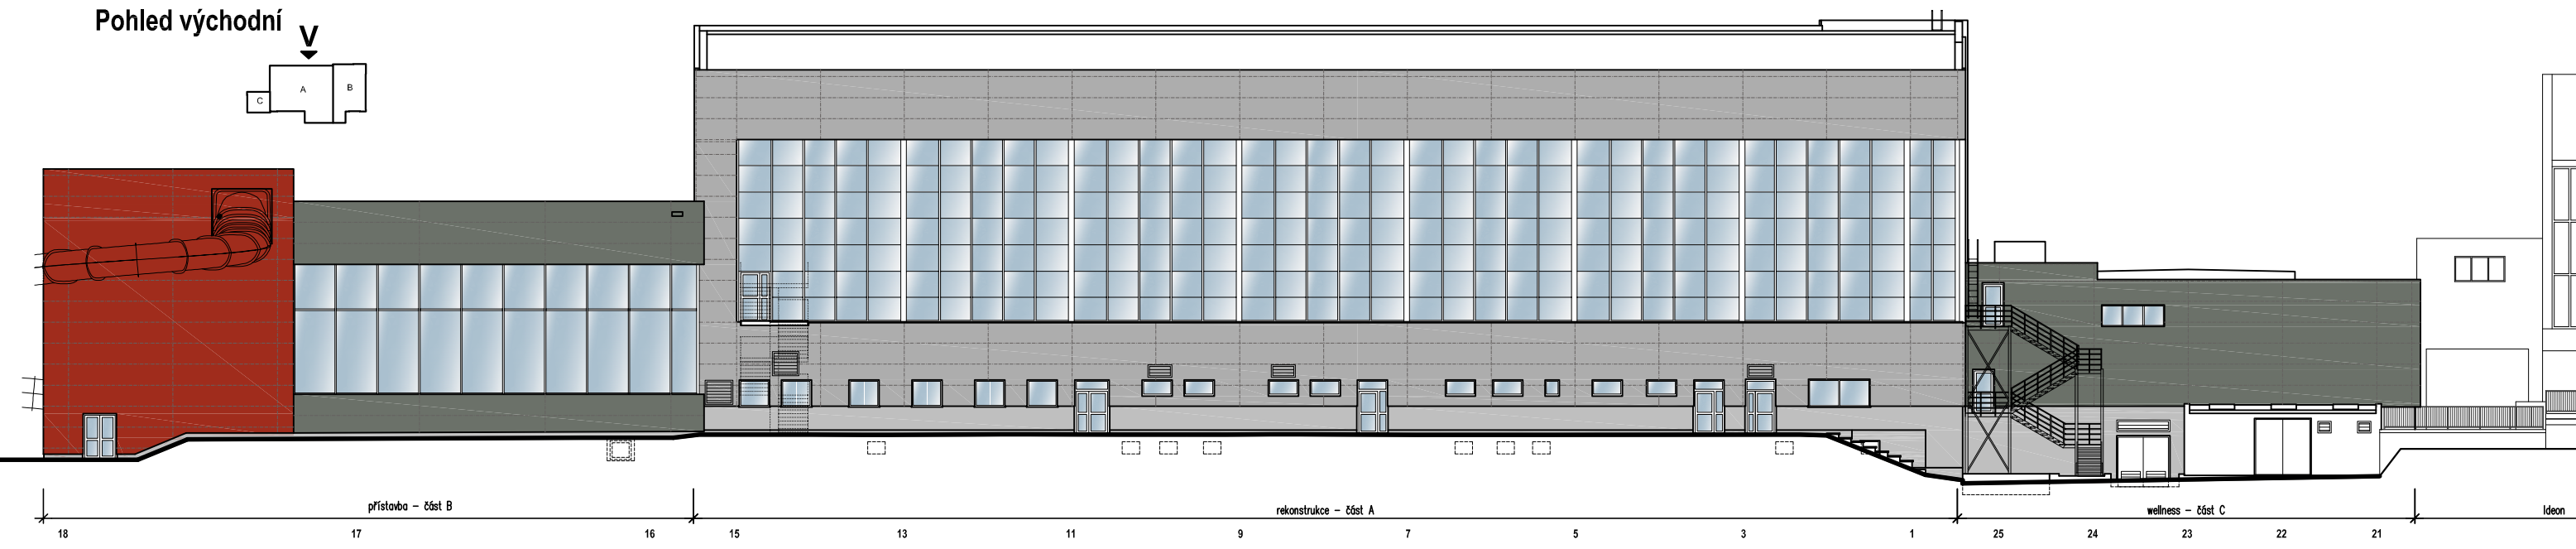 Pohled východní
V
A
B
C
přístavba - část B
rekonstrukce - část A
wellness - část C
Ideon
18 17 16 15 13 11 9 7 5 3 1 25 24 23 22 21